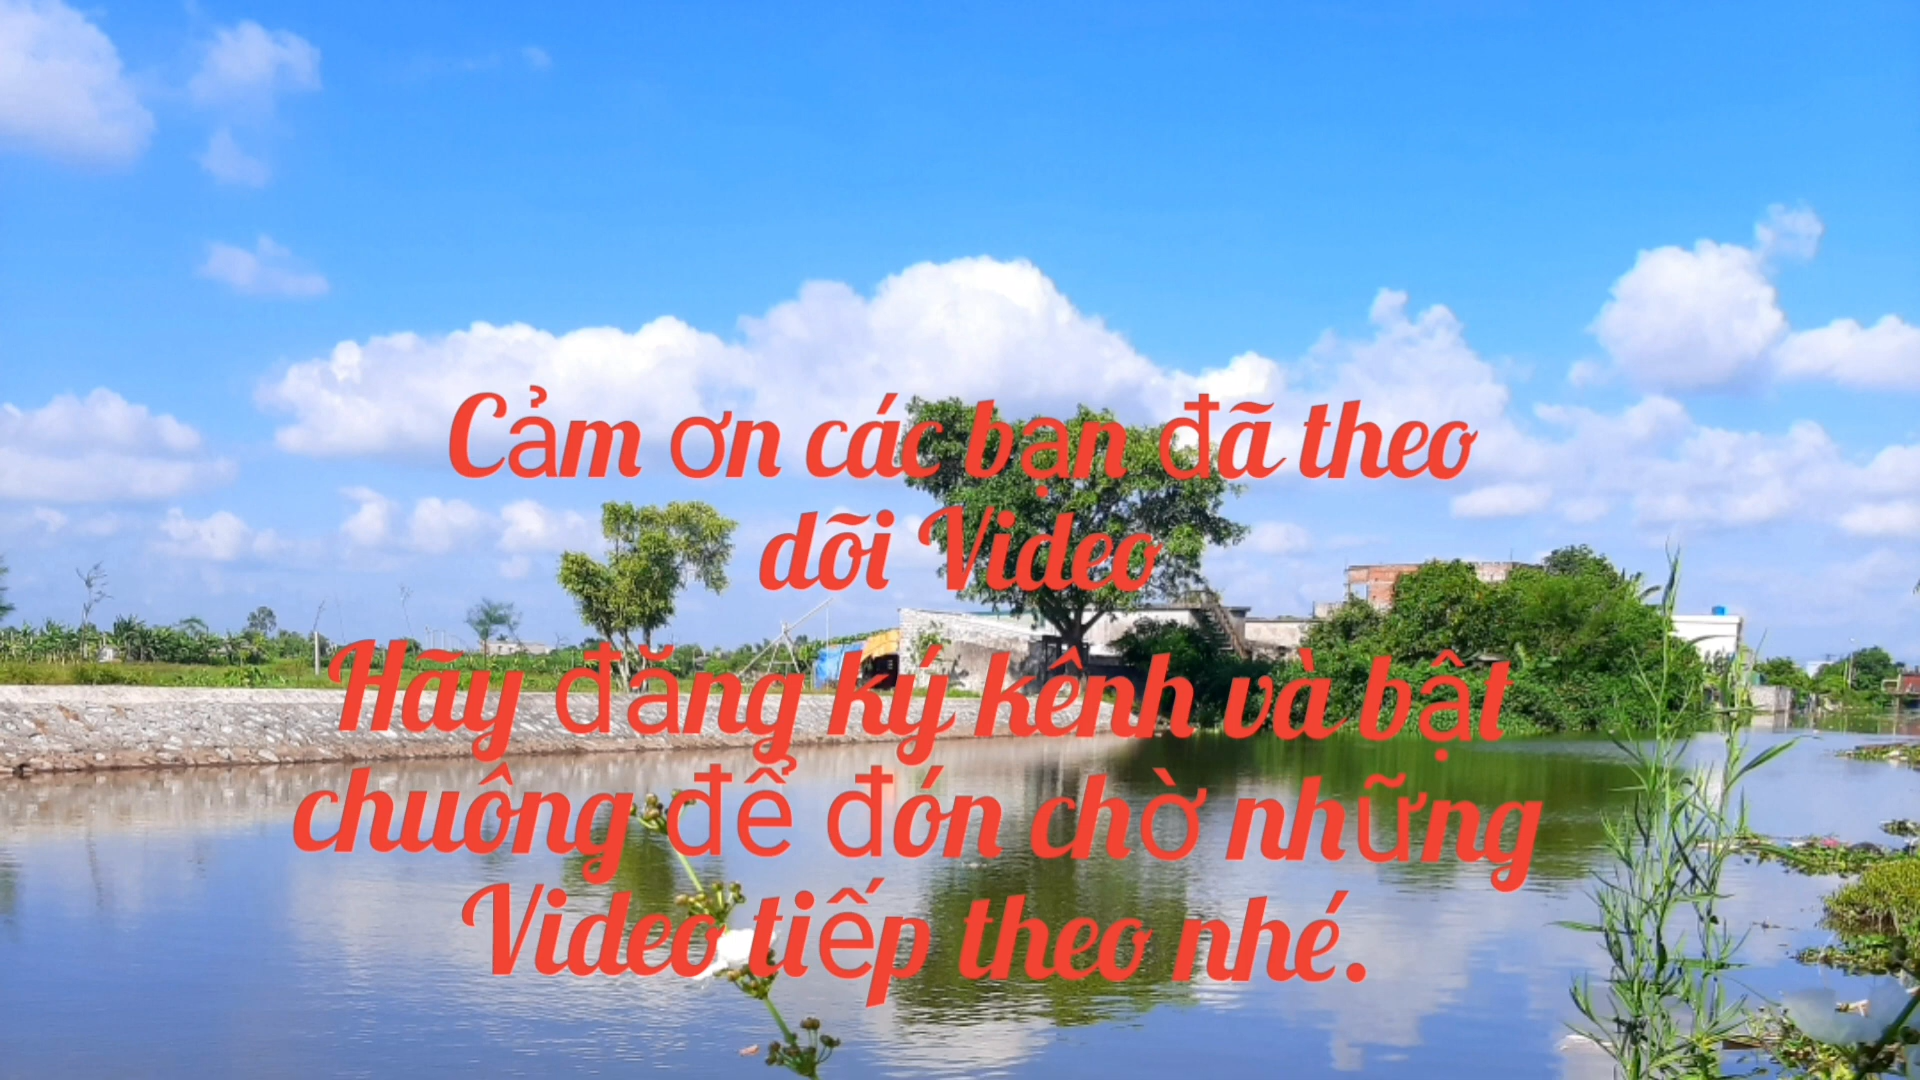 Cảm ơn các bạn đã theo
dõi Video
Hãy đăng ký kênh và bật
chuông để đón chờ những
Video tiếp theo nhé.